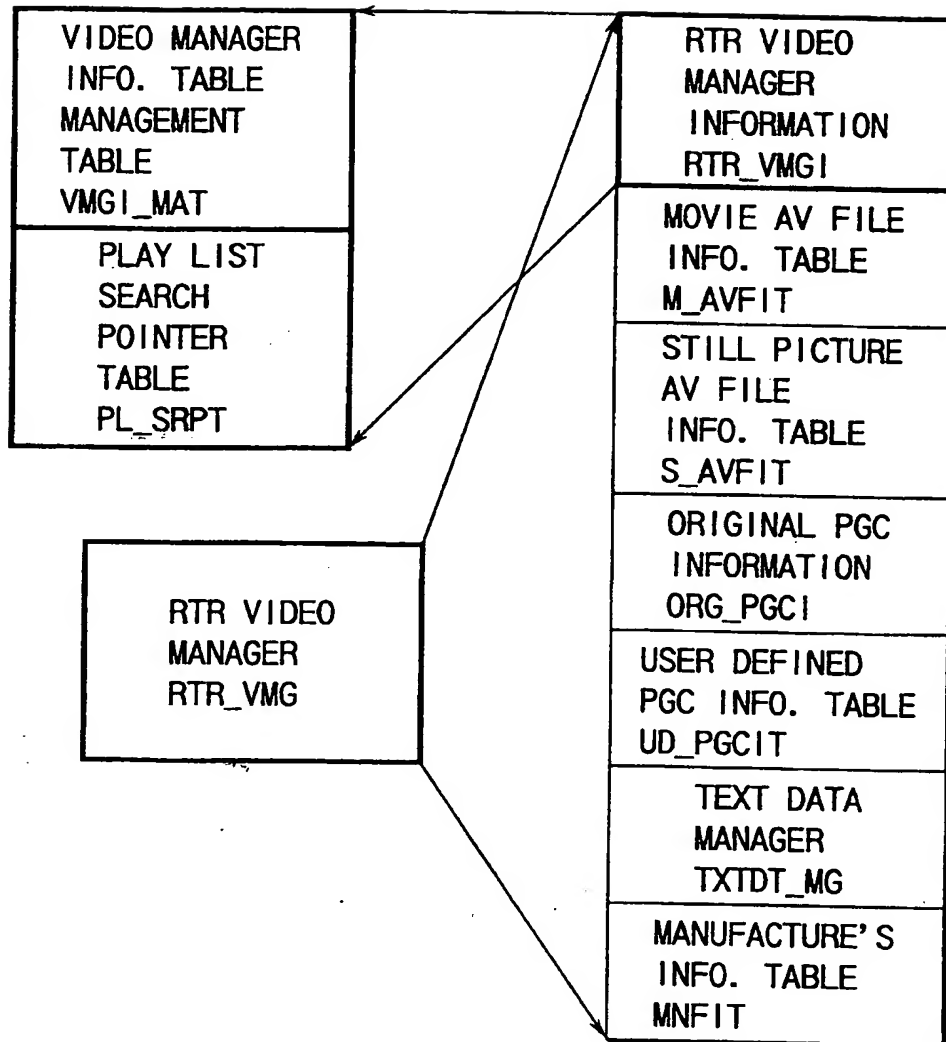 VIDEO MANAGER
INFO. TABLE
MANAGEMENT
TABLE
VMGI_MAT
PLAY LIST
SEARCH
POINTER
TABLE
PL_SRPT
RTR VIDEO
MANAGER
RTR_VMG
RTR VIDEO
MANAGER
INFORMATION
RTR_VMGI
MOVIE AV FILE
INFO. TABLE
M_AVFIT
STILL PICTURE
AV FILE
INFO. TABLE
S_AVFIT
ORIGINAL PGC
INFORMATION
ORG_PGCI
USER DEFINED
PGC INFO. TABLE
UD_PGCIT
TEXT DATA
MANAGER
TXTDT_MG
MANUFACTURE'S
INFO. TABLE
MNFIT